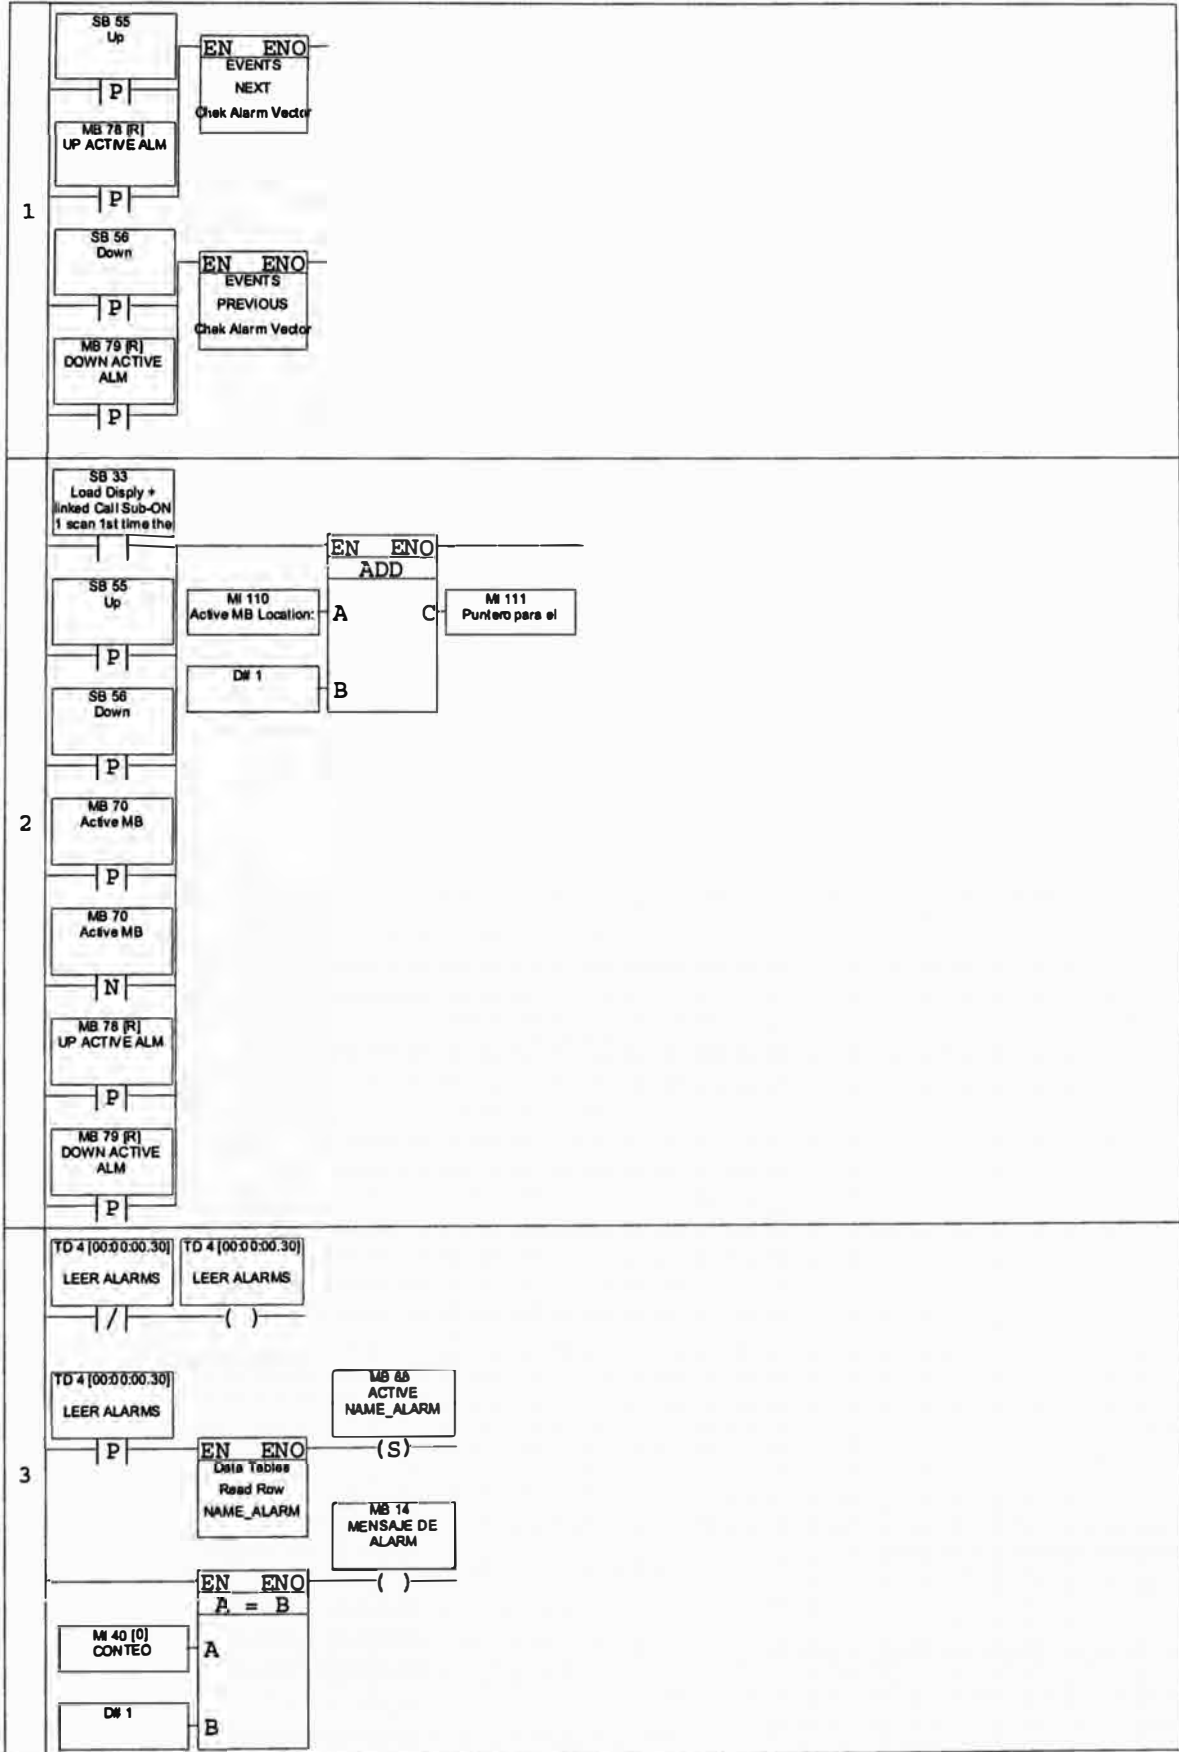 SB 55
Up
P
EN ENO
EVENTS
NEXT
Chek Alarm Vector
MB 78 [R]
UP ACTIVE ALM
P
1
SB 56
Down
P
EN ENO
EVENTS
PREVIOUS
Chek Alarm Vector
MB 79 [R]
DOWN ACTIVE
ALM
P
SB 33
Load Disply +
linked Call Sub-ON
1 scan 1st time the
EN ENO
ADD
SB 55
Up
P
MI 110
Active MB Location:
A
C
MI 111
Puntero para el
D# 1
B
SB 56
Down
P
2
MB 70
Active MB
P
MB 70
Active MB
N
MB 78 [R]
UP ACTIVE ALM
P
MB 79 [R]
DOWN ACTIVE
ALM
P
TD 4 [00:00:00.30]
LEER ALARMS
/
TD 4 [00:00:00.30]
LEER ALARMS
( )
3
TD 4 [00:00:00.30]
LEER ALARMS
P
EN ENO
Data Tables
Read Row
NAME_ALARM
MB 88
ACTIVE
NAME_ALARM
(S)
MB 14
MENSAJE DE
ALARM
( )
EN ENO
A = B
MI 40 [0]
CONTEO
A
D# 1
B